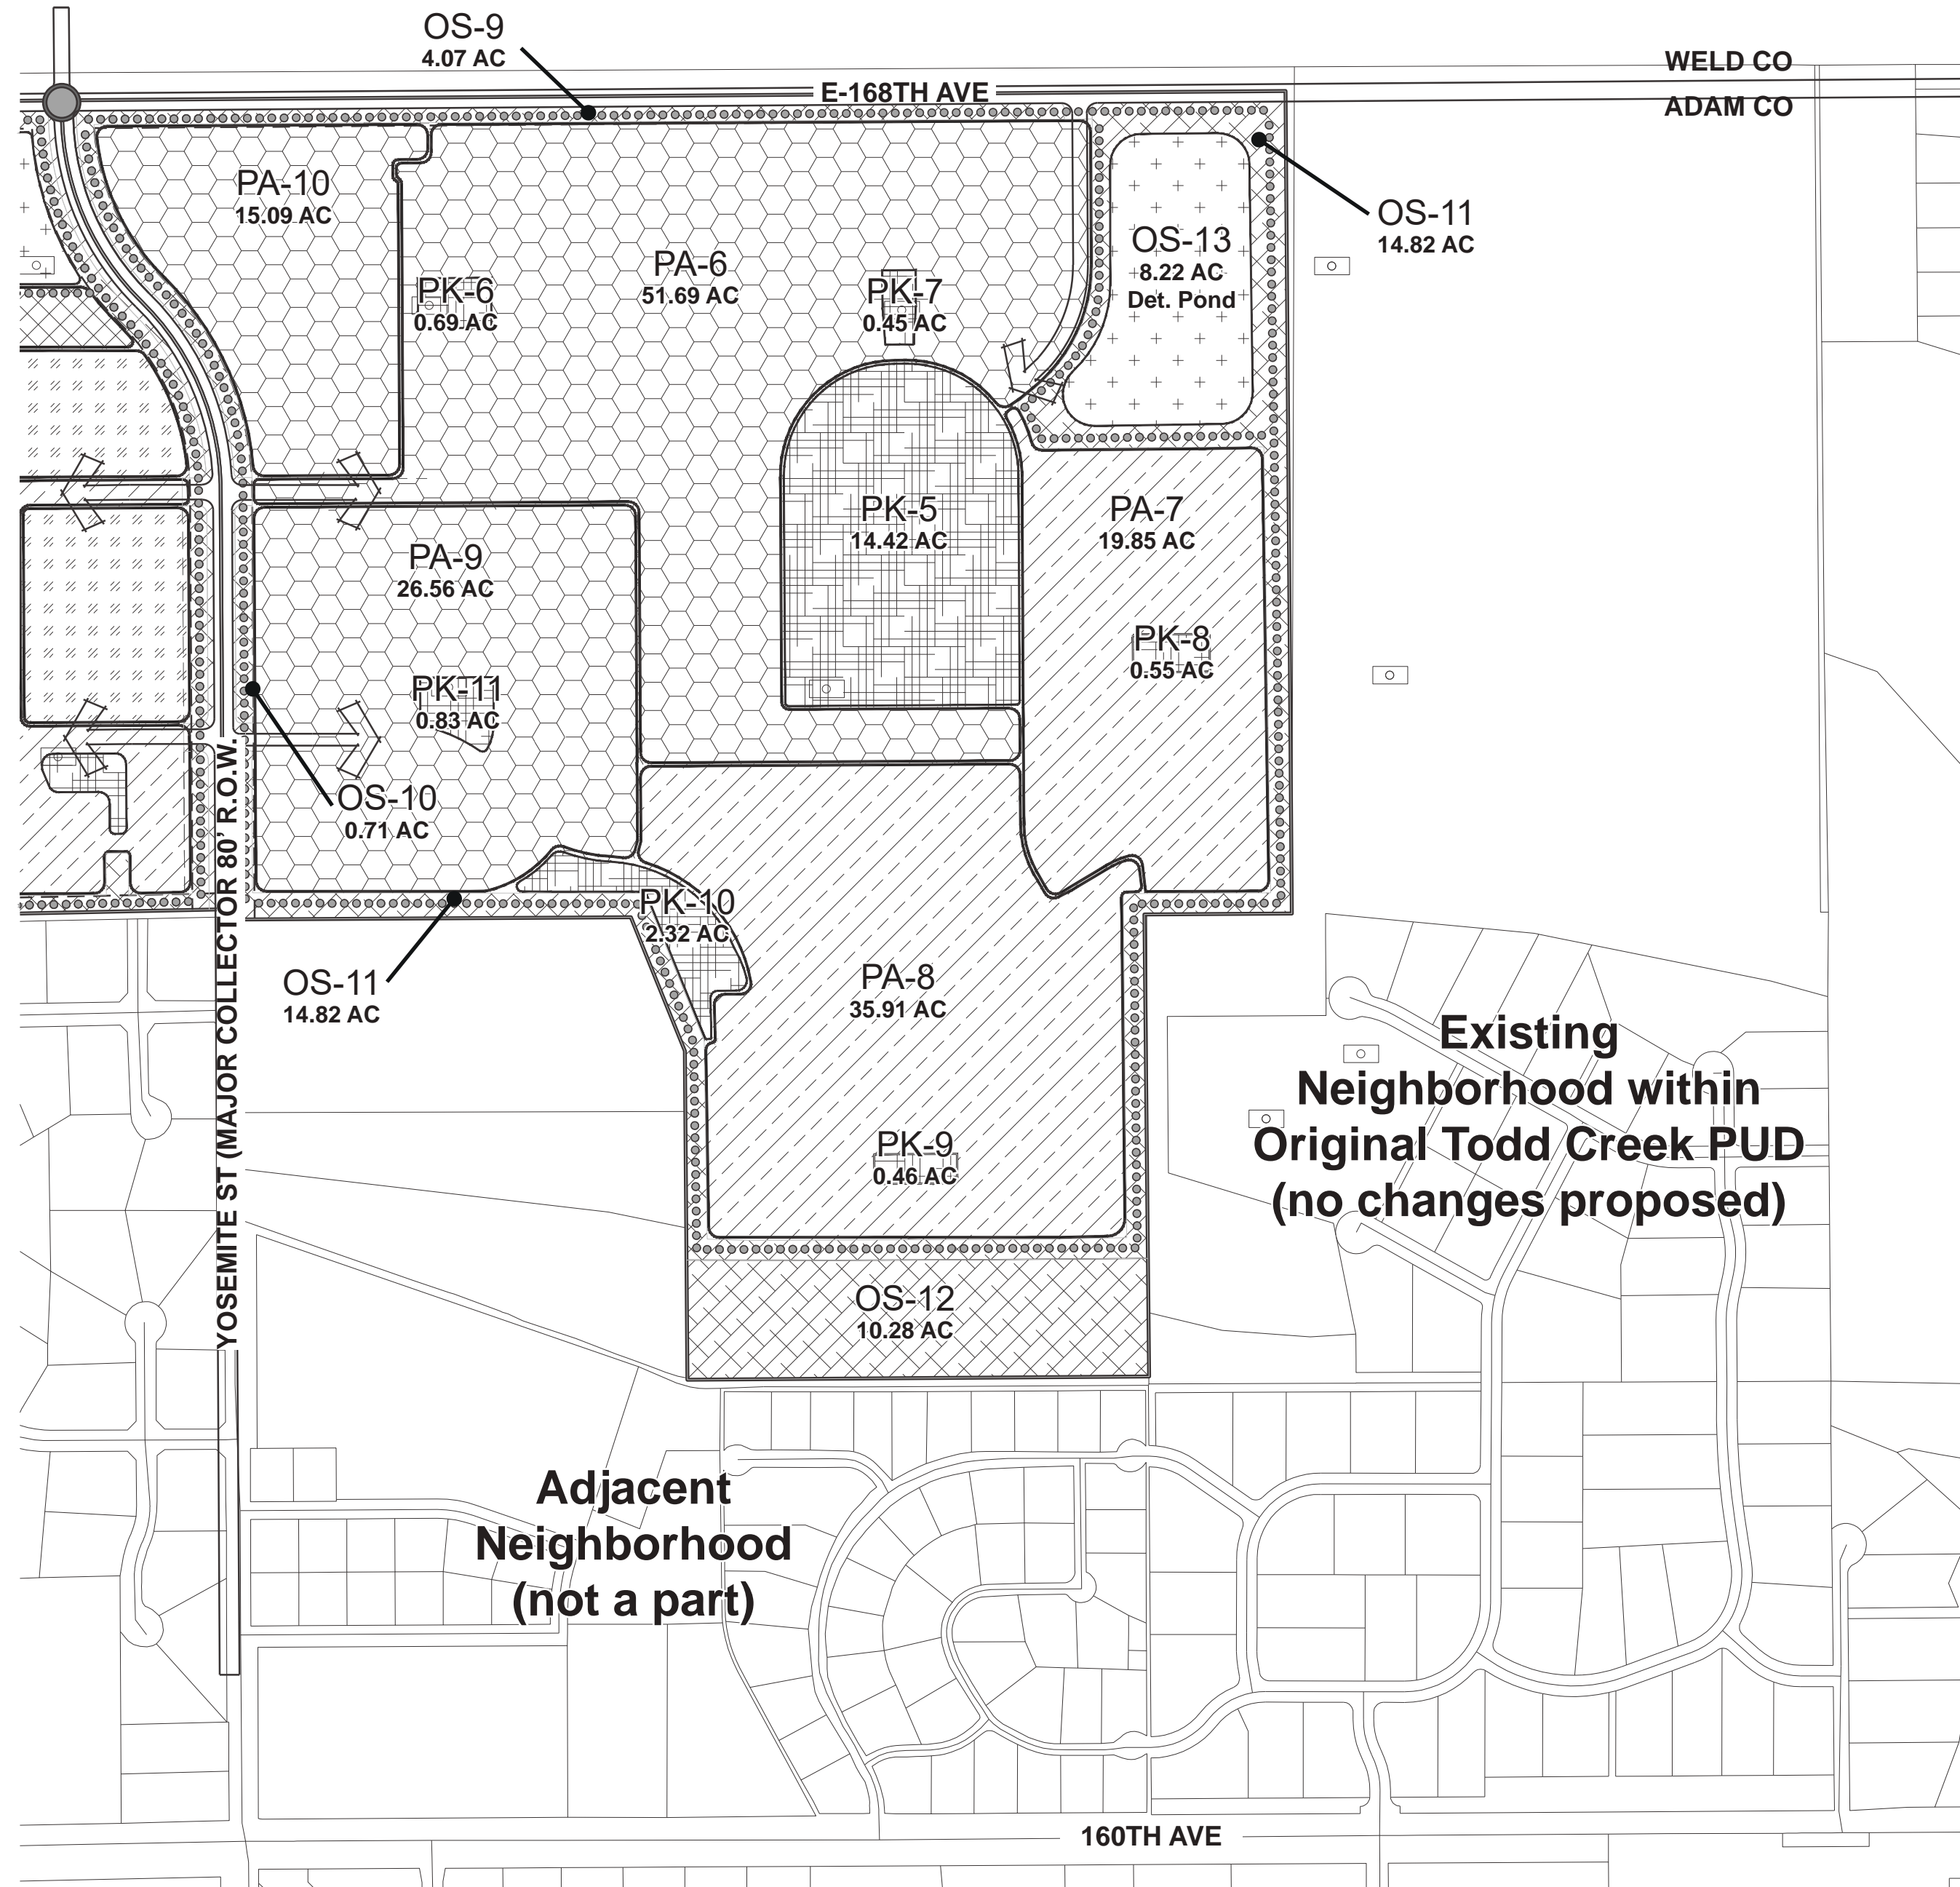 OS-9
4.07 AC
WELD CO
E-168TH AVE
ADAM CO
PA-10
15.09 AC
OS-11
14.82 AC
OS-13
8.22 AC
Det. Pond
PA-6
51.69 AC
PK-6
0.69 AC
PK-7
0.45 AC
PK-5
14.42 AC
PA-7
19.85 AC
PA-9
26.56 AC
PK-8
0.55 AC
PK-11
0.83 AC
OS-10
0.71 AC
YOSEMITE ST (MAJOR COLLECTOR 80' R.O.W.
PK-10
2.32 AC
OS-11
14.82 AC
PA-8
35.91 AC
Existing
Neighborhood within
Original Todd Creek PUD
(no changes proposed)
PK-9
0.46 AC
OS-12
10.28 AC
Adjacent
Neighborhood
(not a part)
160TH AVE